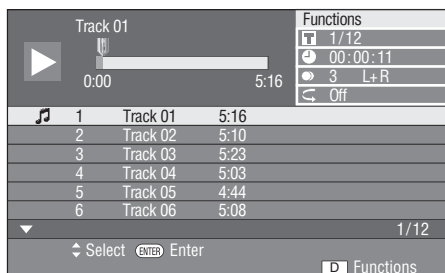 Track 01
0:00 5:16
Functions
T 1/12
00:00:11
3 L+R
Off
1 Track 01 5:16
2 Track 02 5:10
3 Track 03 5:23
4 Track 04 5:03
5 Track 05 4:44
6 Track 06 5:08
1/12
Select ENTER Enter
D Functions